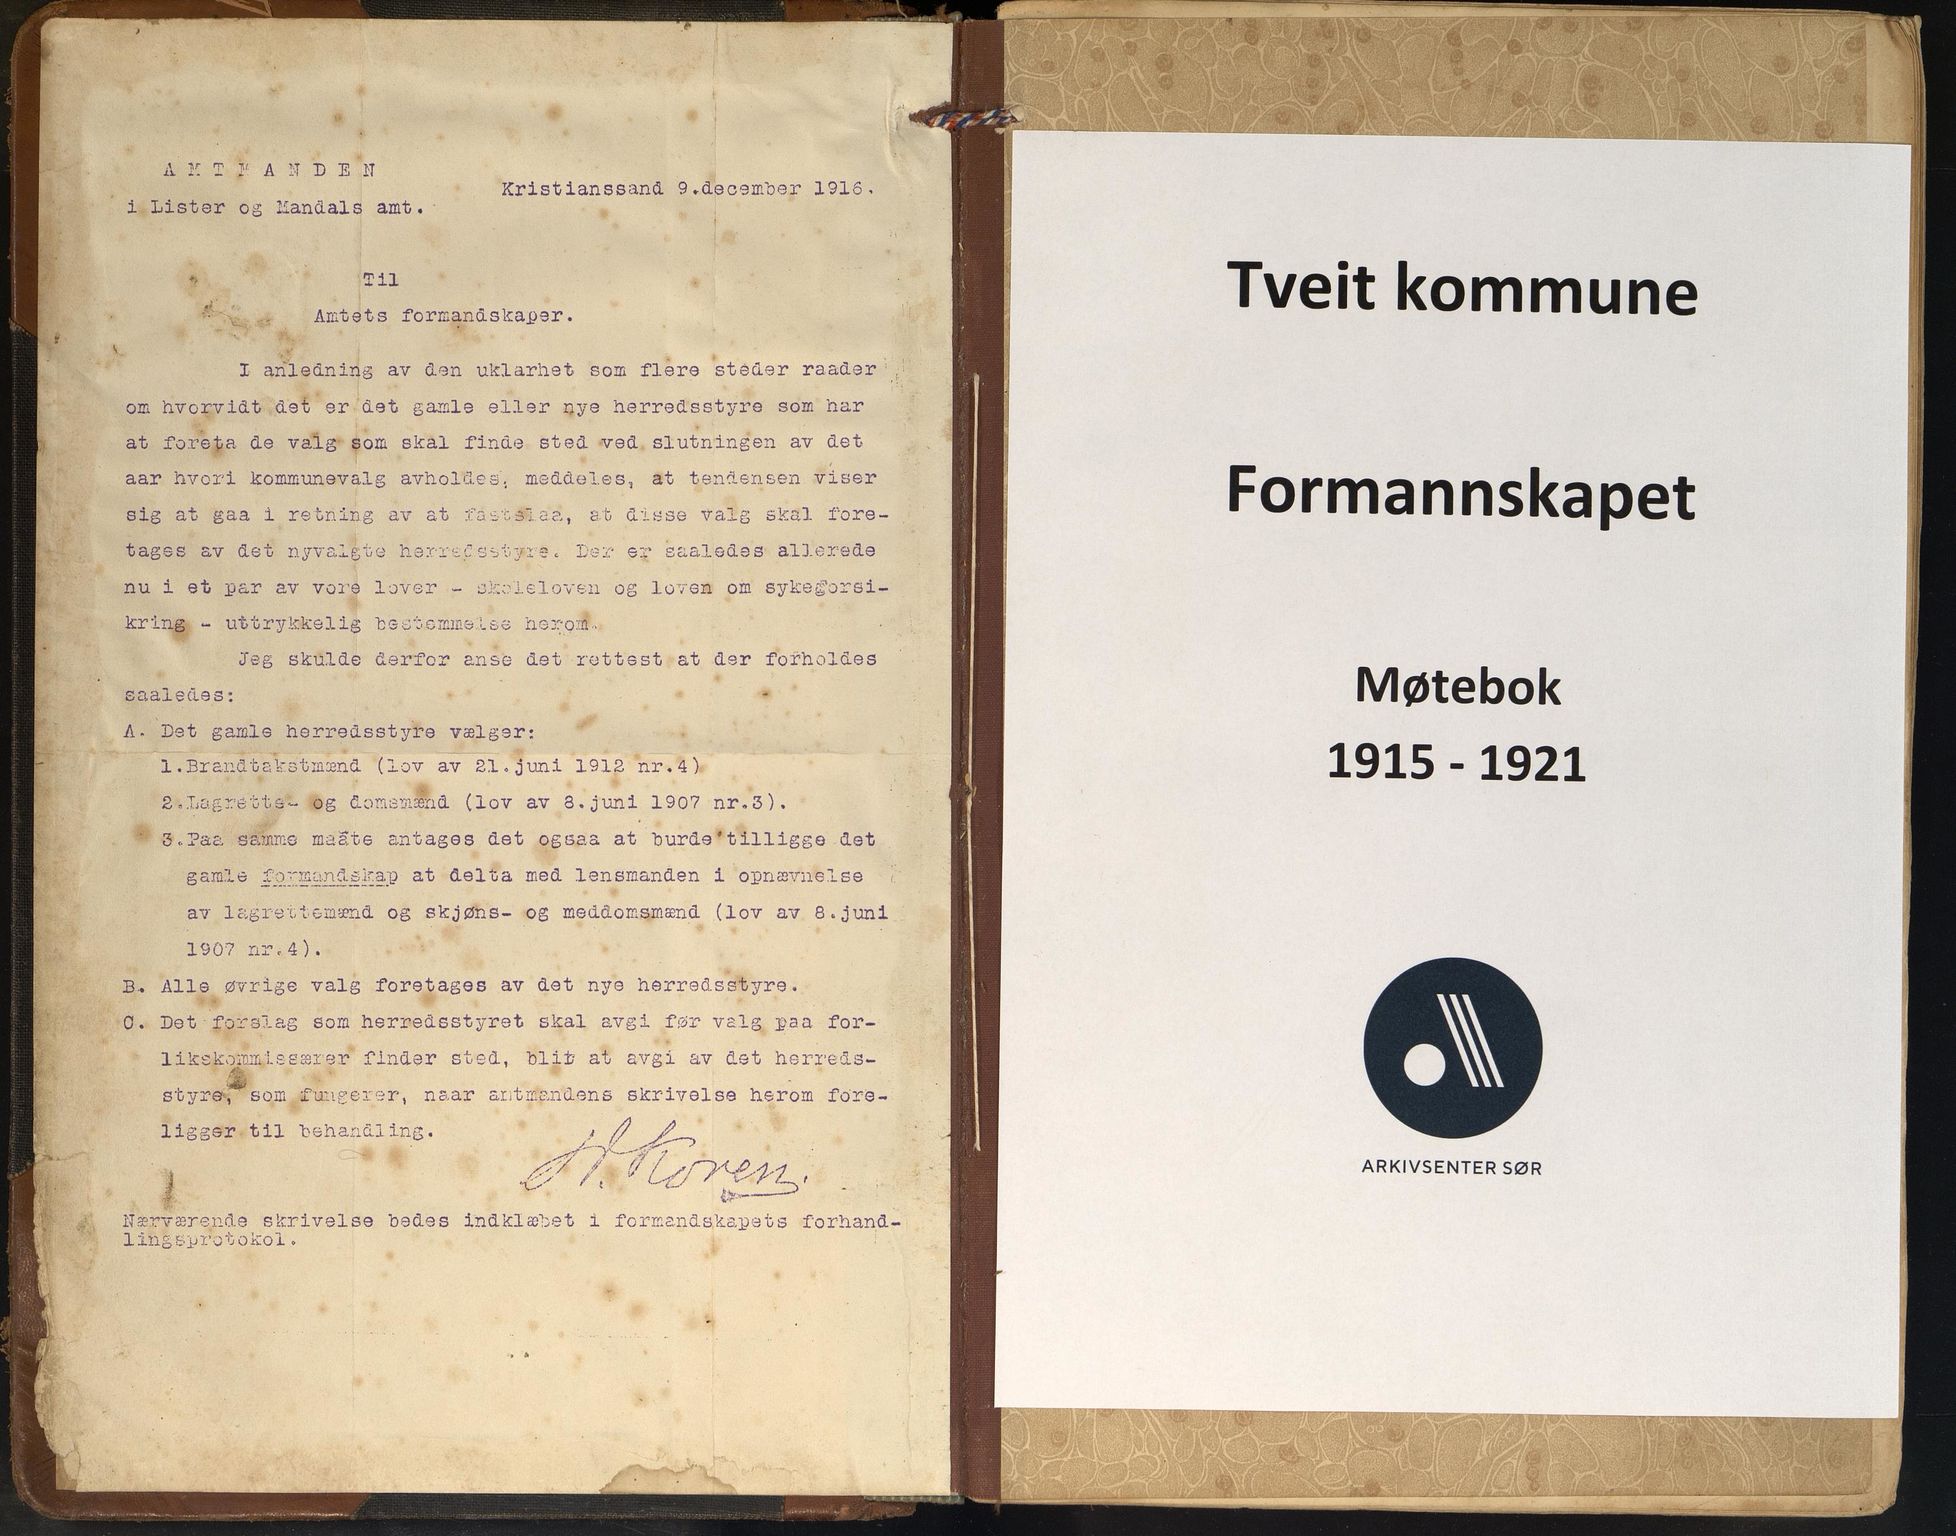 AMTMANDEN
i Lister og Mandals amt.
Kristianssand 9.december 1916.
Til
Amtets formandskaper.
I anledning av den uklarhet som flere steder raader
om hvorvidt det er det gamle eller nye herredsstyre som har
at foreta de valg som skal finde sted ved slutningen av det
aar hvori kommunevalg avholdes, meddeles, at tendensen viser
sig at gaa i retning av at fastslaa, at disse valg skal fore-
tages av det nyvalgte herredsstyre. Der er saaledes allerede
nu i et par av vore lover - skoleloven og loven om sykeforsi-
kring - uttrykkelig bestemmelse herom.
Jeg skulde derfor anse det rettest at der forholdes
saaledes:
A. Det gamle herredsstyre vælger:
1.Brandtakstmænd (lov av 21.juni 1912 nr.4)
2.Lagrette- og domsmænd (lov av 8.juni 1907 nr.3).
3.Paa samme maate antages det ogsaa at burde tilligge det
gamle formandskap at delta med lensmanden i opnævnelse
av lagrettemænd og skjøns- og meddomsmænd (lov av 8.juni
1907 nr.4).
B. Alle øvrige valg foretages av det nye herredsstyre.
C. Det forslag som herredsstyret skal avgi før valg paa for-
likskommissærer finder sted, blir at avgi av det herreds-
styre, som fungerer, naar amtmandens skrivelse herom fore-
ligger til behandling.
H. Koren.
Nærværende skrivelse bedes indklæbet i formandskapets forhand-
lingsprotokol.
Tveit kommune
Formannskapet
Møtebok
1915 - 1921
ARKIVSENTER SØR